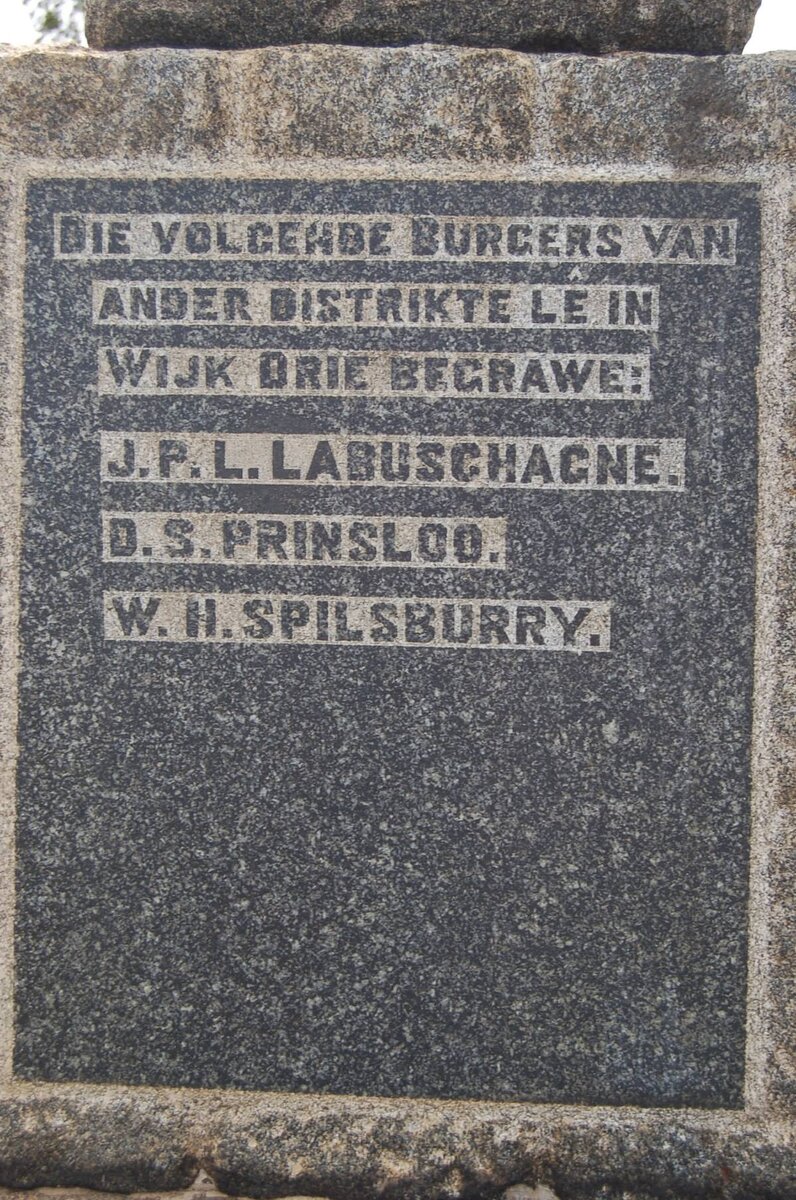 DIE VOLGENDE BURGERS VAN
ANDER DISTRIKTE LÊ IN
WIJK DRIE BEGRAWE:
J. P. L. LABUSCHAGNE.
D. S. PRINSLOO.
W. H. SPILSBURRY.